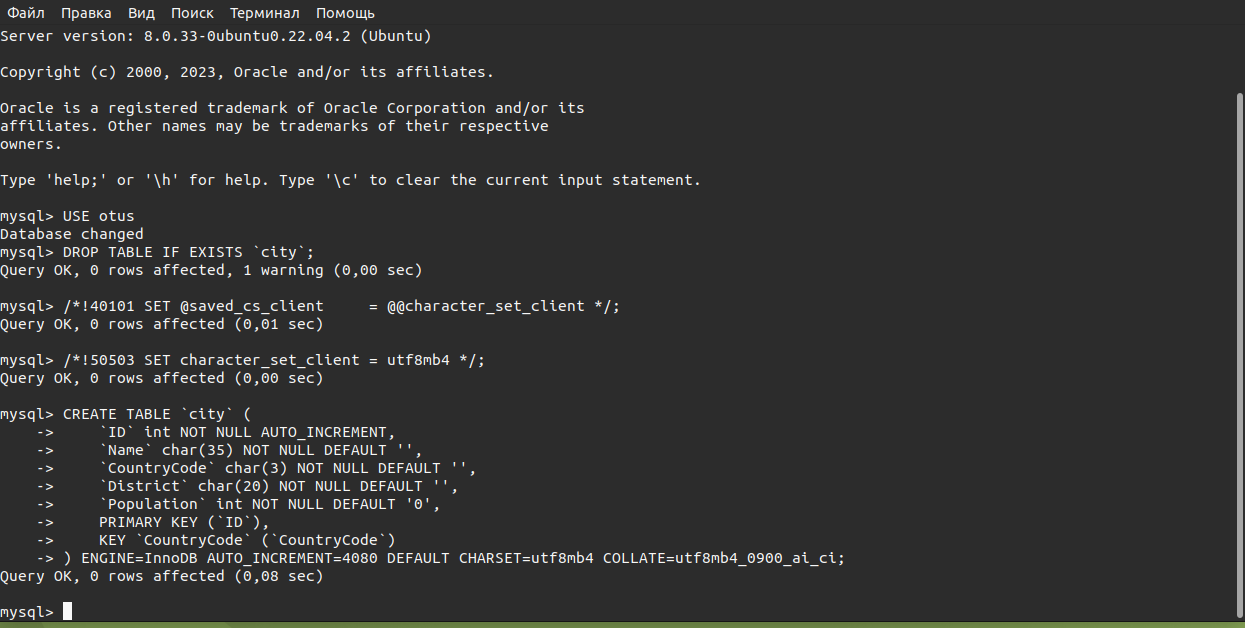 Файл Правка Вид Поиск Терминал Помощь
Server version: 8.0.33-0ubuntu0.22.04.2 (Ubuntu)
Copyright (c) 2000, 2023, Oracle and/or its affiliates.
Oracle is a registered trademark of Oracle Corporation and/or its
affiliates. Other names may be trademarks of their respective
owners.
Type 'help;' or '\h' for help. Type '\c' to clear the current input statement.
mysql> USE otus
Database changed
mysql> DROP TABLE IF EXISTS `city`;
Query OK, 0 rows affected, 1 warning (0,00 sec)
mysql> /*!40101 SET @saved_cs_client     = @@character_set_client */;
Query OK, 0 rows affected (0,01 sec)
mysql> /*!50503 SET character_set_client = utf8mb4 */;
Query OK, 0 rows affected (0,00 sec)
mysql> CREATE TABLE `city` (
    ->     `ID` int NOT NULL AUTO_INCREMENT,
    ->     `Name` char(35) NOT NULL DEFAULT '',
    ->     `CountryCode` char(3) NOT NULL DEFAULT '',
    ->     `District` char(20) NOT NULL DEFAULT '',
    ->     `Population` int NOT NULL DEFAULT '0',
    ->     PRIMARY KEY (`ID`),
    ->     KEY `CountryCode` (`CountryCode`)
    -> ) ENGINE=InnoDB AUTO_INCREMENT=4080 DEFAULT CHARSET=utf8mb4 COLLATE=utf8mb4_0900_ai_ci;
Query OK, 0 rows affected (0,08 sec)
mysql>